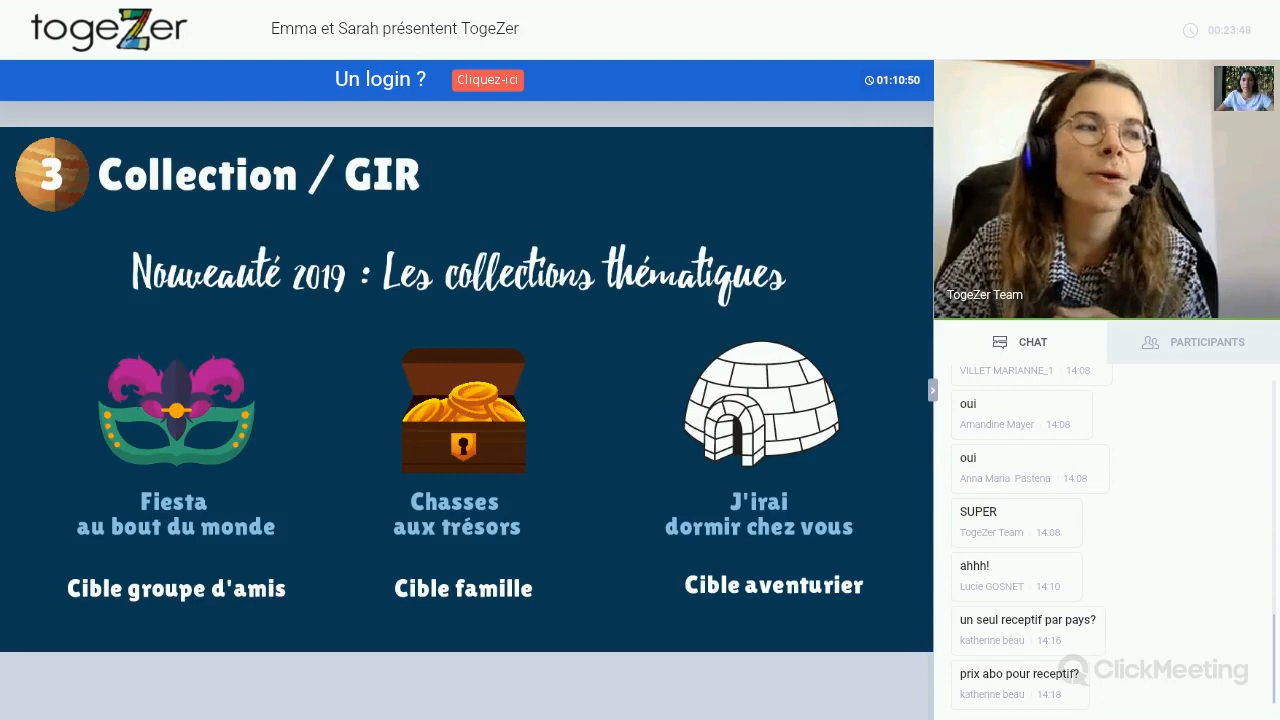 togeZer
Emma et Sarah présentent TogeZer
00:23:48
Un login ?
Cliquez-ici
01:10:50
3 Collection / GIR
Nouveauté 2019 : Les collections thématiques
Fiesta
au bout du monde
Cible groupe d'amis
Chasses
aux trésors
Cible famille
J'irai
dormir chez vous
Cible aventurier
TogeZer Team
CHAT
PARTICIPANTS
VILLET MARIANNE_1 14:08
oui
Amandine Mayer 14:08
oui
Anna Maria Pastena 14:08
SUPER
TogeZer Team 14:08
ahhh!
Lucie GOSNET 14:10
un seul receptif par pays?
katherine beau 14:16
prix abo pour receptif?
katherine beau 14:18
ClickMeeting